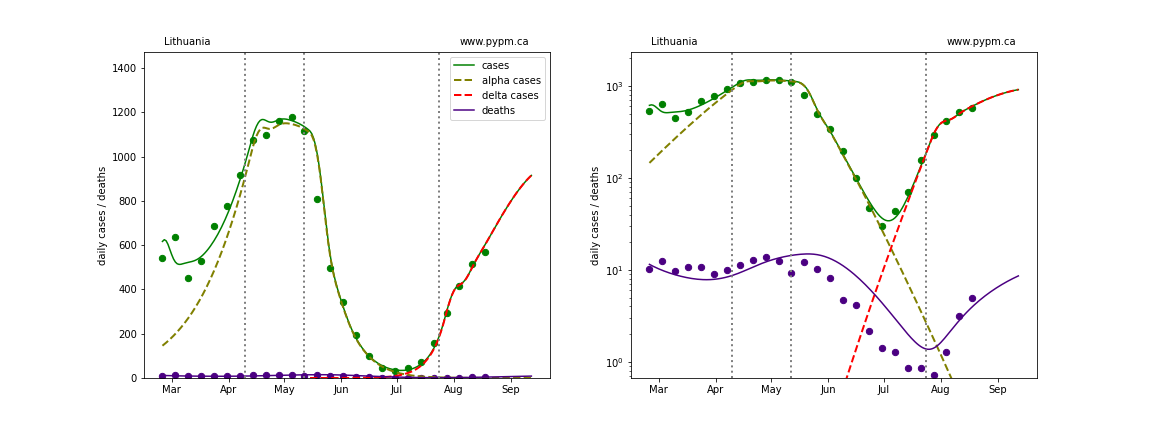 Lithuania www.pypm.ca
1400
1200
1000
800
600
400
200
0
daily cases / deaths
cases
alpha cases
delta cases
deaths
Mar Apr May Jun Jul Aug Sep
Lithuania www.pypm.ca
10³
10²
10¹
10⁰
daily cases / deaths
Mar Apr May Jun Jul Aug Sep